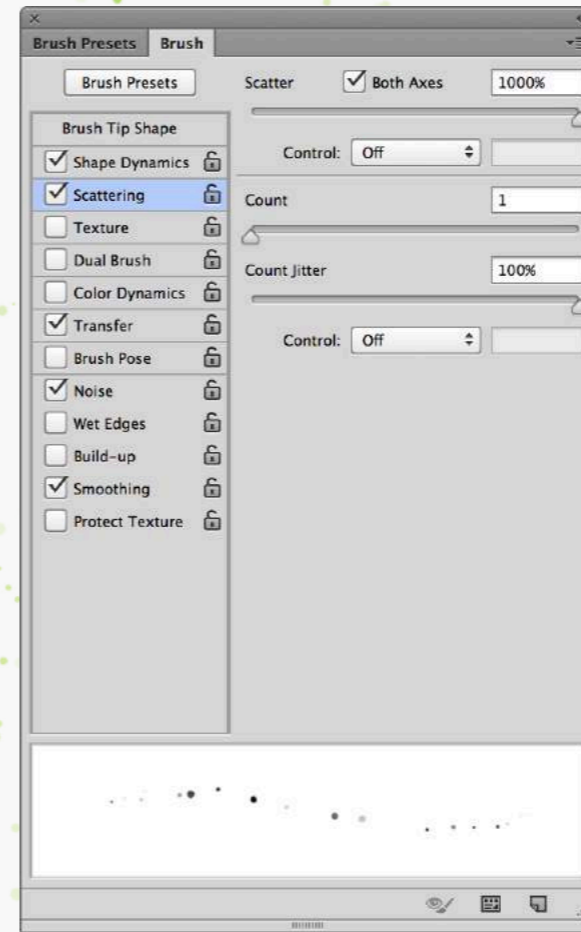 Brush Presets Brush
Brush Presets
Scatter Both Axes 1000%
Brush Tip Shape
Control: Off
Shape Dynamics
Scattering
Count 1
Texture
Dual Brush
Count Jitter 100%
Color Dynamics
Transfer
Control: Off
Brush Pose
Noise
Wet Edges
Build-up
Smoothing
Protect Texture